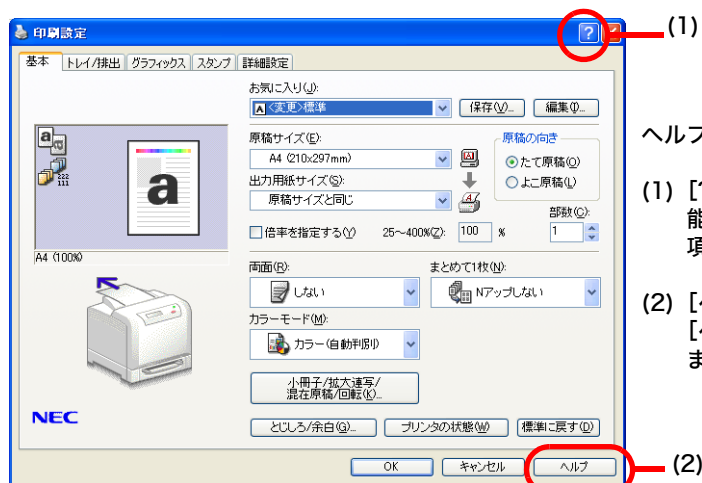 印刷設定
?
(1)
基本 トレイ/排出 グラフィックス スタンプ 詳細設定
お気に入り(J):
<変更>標準
保存(V)...
編集(I)...
原稿サイズ(E):
A4 (210x297mm)
出力用紙サイズ(S):
原稿サイズと同じ
原稿の向き
たて原稿(O)
よこ原稿(L)
部数(C):
1
倍率を指定する(Y) 25～400%(Z): 100 %
a
a
222
111
a
A4 (100%)
両面(R):
しない
まとめて1枚(N):
Nアップしない
カラーモード(M):
カラー(自動判別)
小冊子/拡大連写/
混在原稿/回転(K)...
NEC
とじしろ/余白(G)...
プリンタの状態(W)
標準に戻す(D)
OK
キャンセル
ヘルプ
(2)
ヘルプ
(1) [
能
項
(2) [
[
ま